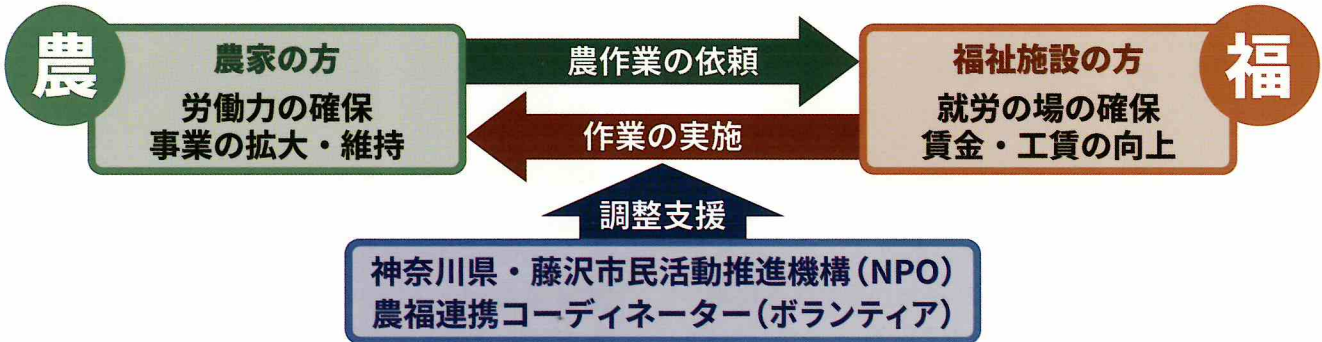 農
農家の方
労働力の確保
事業の拡大・維持
農作業の依頼
作業の実施
福祉施設の方
就労の場の確保
賃金・工賃の向上
福
調整支援
神奈川県・藤沢市民活動推進機構(NPO)
農福連携コーディネーター(ボランティア)